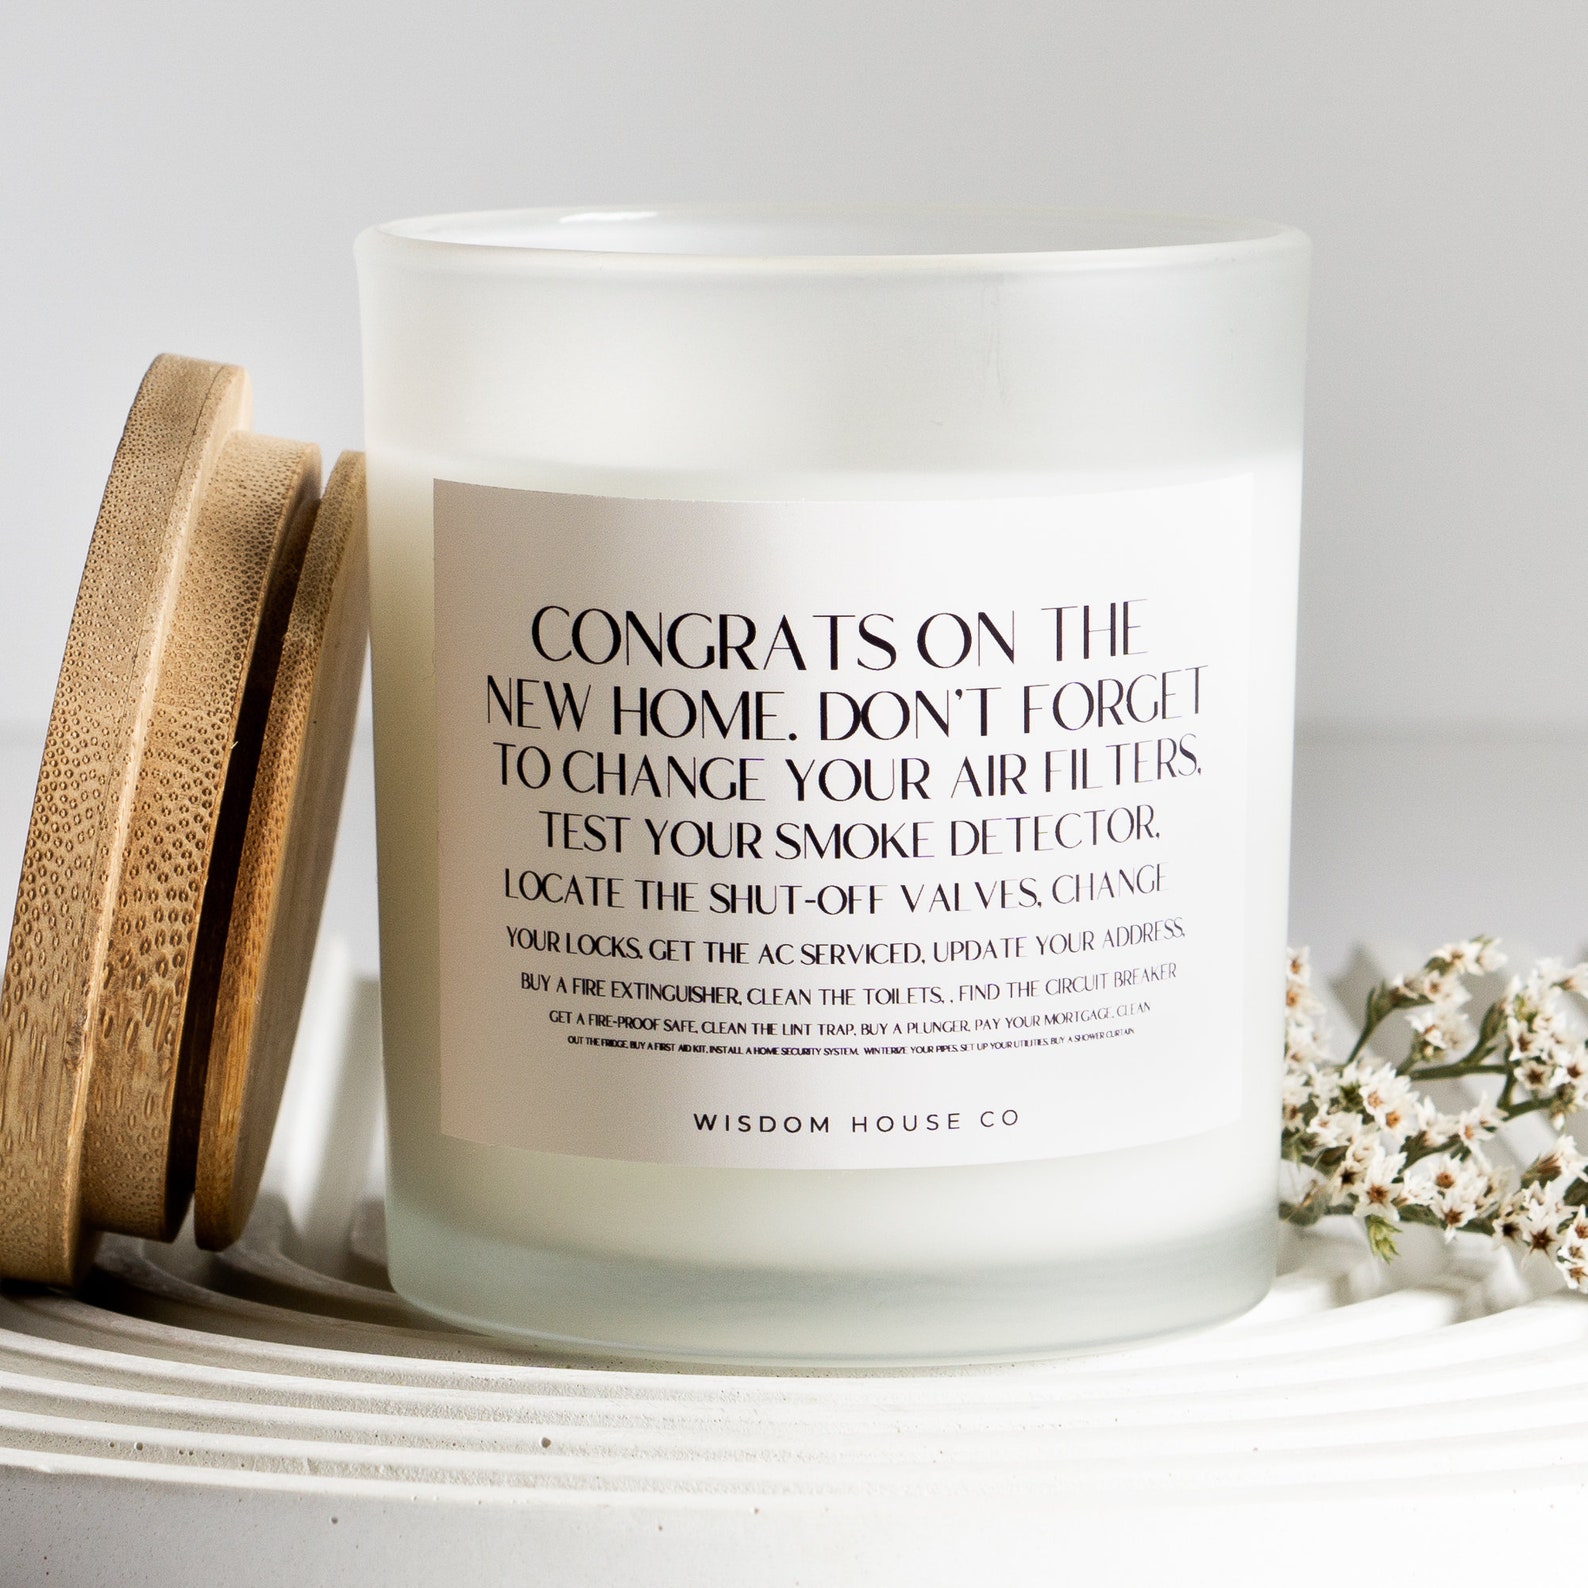 CONGRATS ON THE
NEW HOME. DON'T FORGET
TO CHANGE YOUR AIR FILTERS,
TEST YOUR SMOKE DETECTOR,
LOCATE THE SHUT-OFF VALVES, CHANGE
YOUR LOCKS, GET THE AC SERVICED, UPDATE YOUR ADDRESS,
BUY A FIRE EXTINGUISHER, CLEAN THE TOILETS, , FIND THE CIRCUIT BREAKER
GET A FIRE-PROOF SAFE, CLEAN THE LINT TRAP, BUY A PLUNGER, PAY YOUR MORTGAGE, CLEAN
OUT THE FRIDGE, BUY A FIRST AID KIT, INSTALL A HOME SECURITY SYSTEM, WINTERIZE YOUR PIPES, SET UP YOUR UTILITIES, BUY A SHOWER CURTAIN
WISDOM HOUSE CO